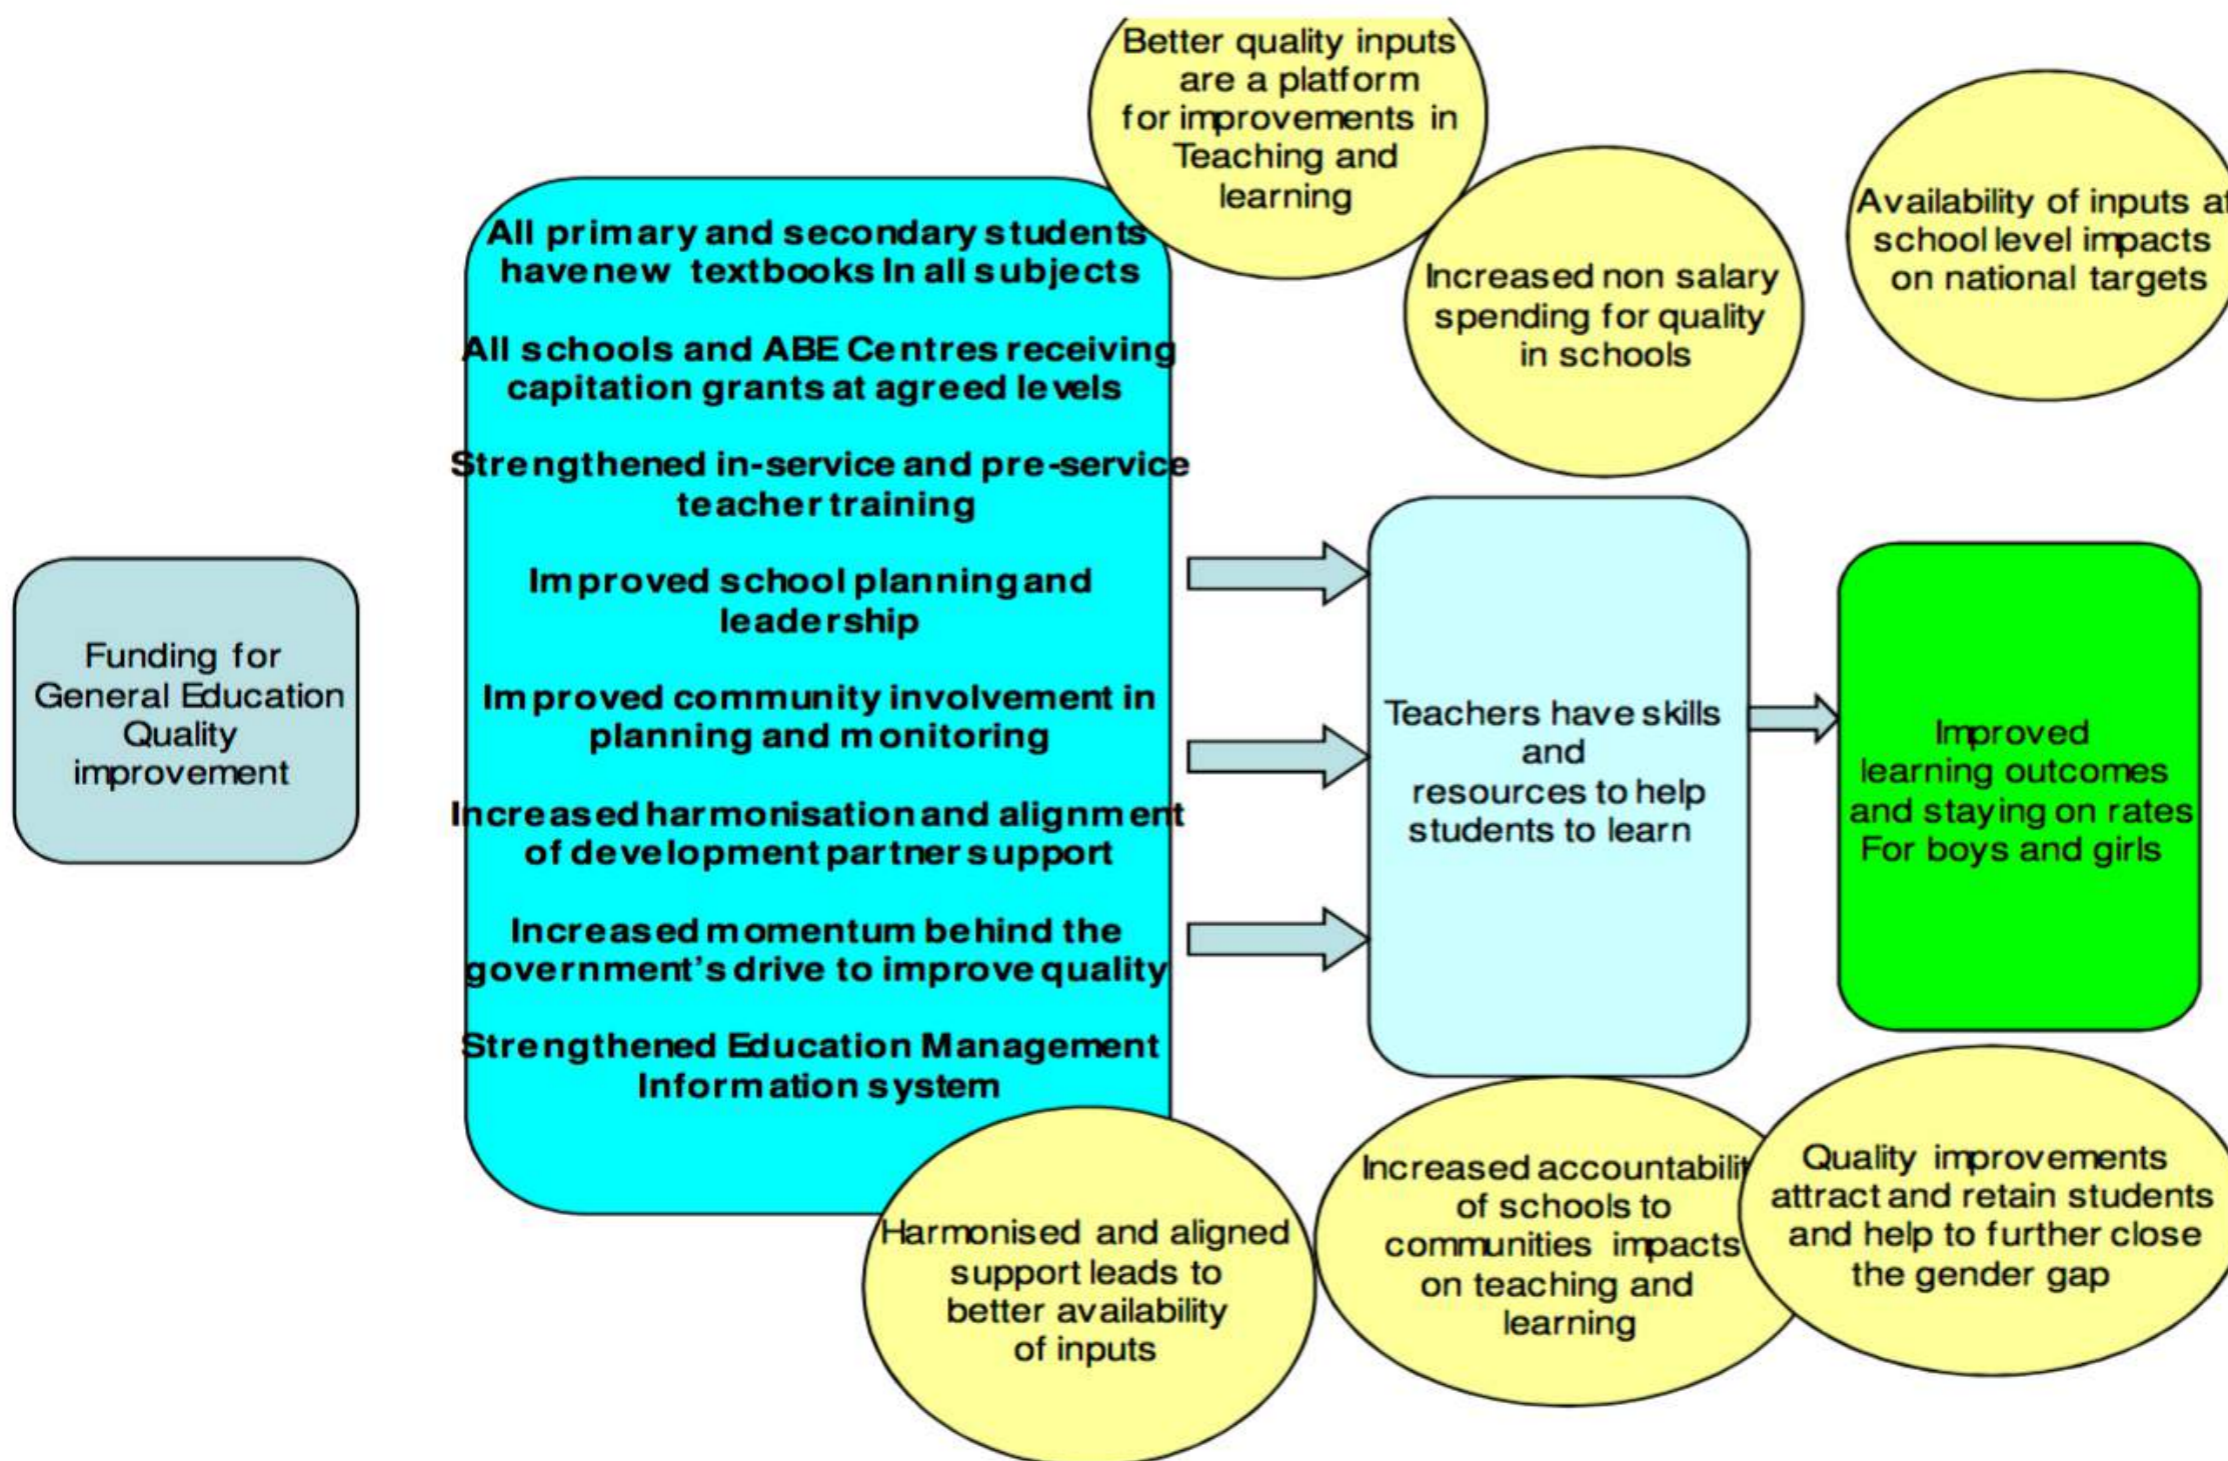 Better quality inputs
are a platform
for improvements in
Teaching and
learning
Availability of inputs at
school level impacts
on national targets
Increased non salary
spending for quality
in schools
All primary and secondary students
have new textbooks In all subjects
All schools and ABE Centres receiving
capitation grants at agreed levels
Strengthened in-service and pre-service
teacher training
Improved school planning and
leadership
Improved community involvement in
planning and monitoring
Increased harmonisation and alignment
of development partner support
Increased momentum behind the
government's drive to improve quality
Strengthened Education Management
Information system
Funding for
General Education
Quality
improvement
Teachers have skills
and
resources to help
students to learn
Improved
learning outcomes
and staying on rates
For boys and girls
Harmonised and aligned
support leads to
better availability
of inputs
Increased accountabilit
of schools to
communities impacts
on teaching and
learning
Quality improvements
attract and retain students
and help to further close
the gender gap